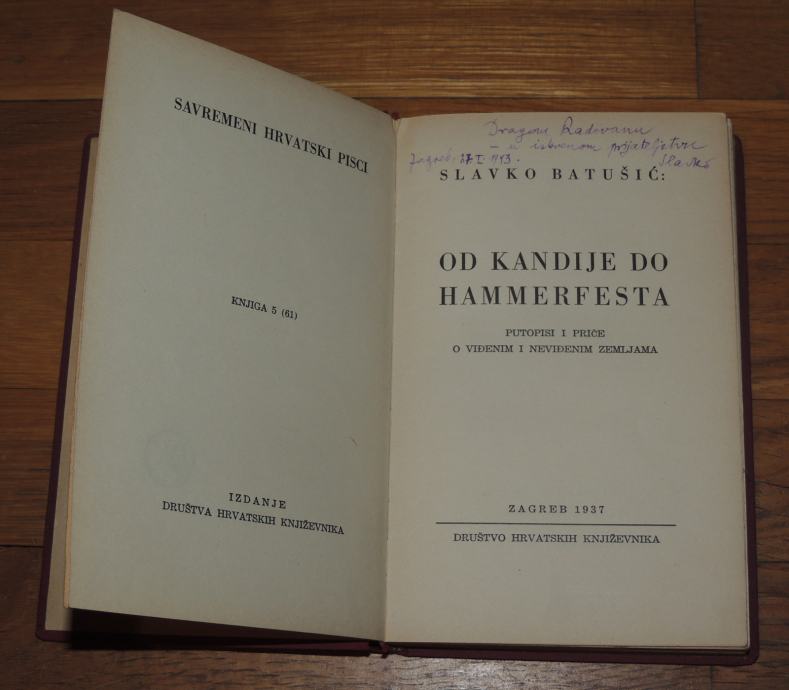 SAVREMENI HRVATSKI PISCI
KNJIGA 5 (61)
IZDANJE
DRUŠTVA HRVATSKIH KNJIŽEVNIKA
Dragom Radovanu
– u iskrenom prijateljstvu
Zagreb, 27 I 1943. Slavko
SLAVKO BATUŠIĆ:
OD KANDIJE DO
HAMMERFESTA
PUTOPISI I PRIČE
O VIĐENIM I NEVIĐENIM ZEMLJAMA
ZAGREB 1937
DRUŠTVO HRVATSKIH KNJIŽEVNIKA